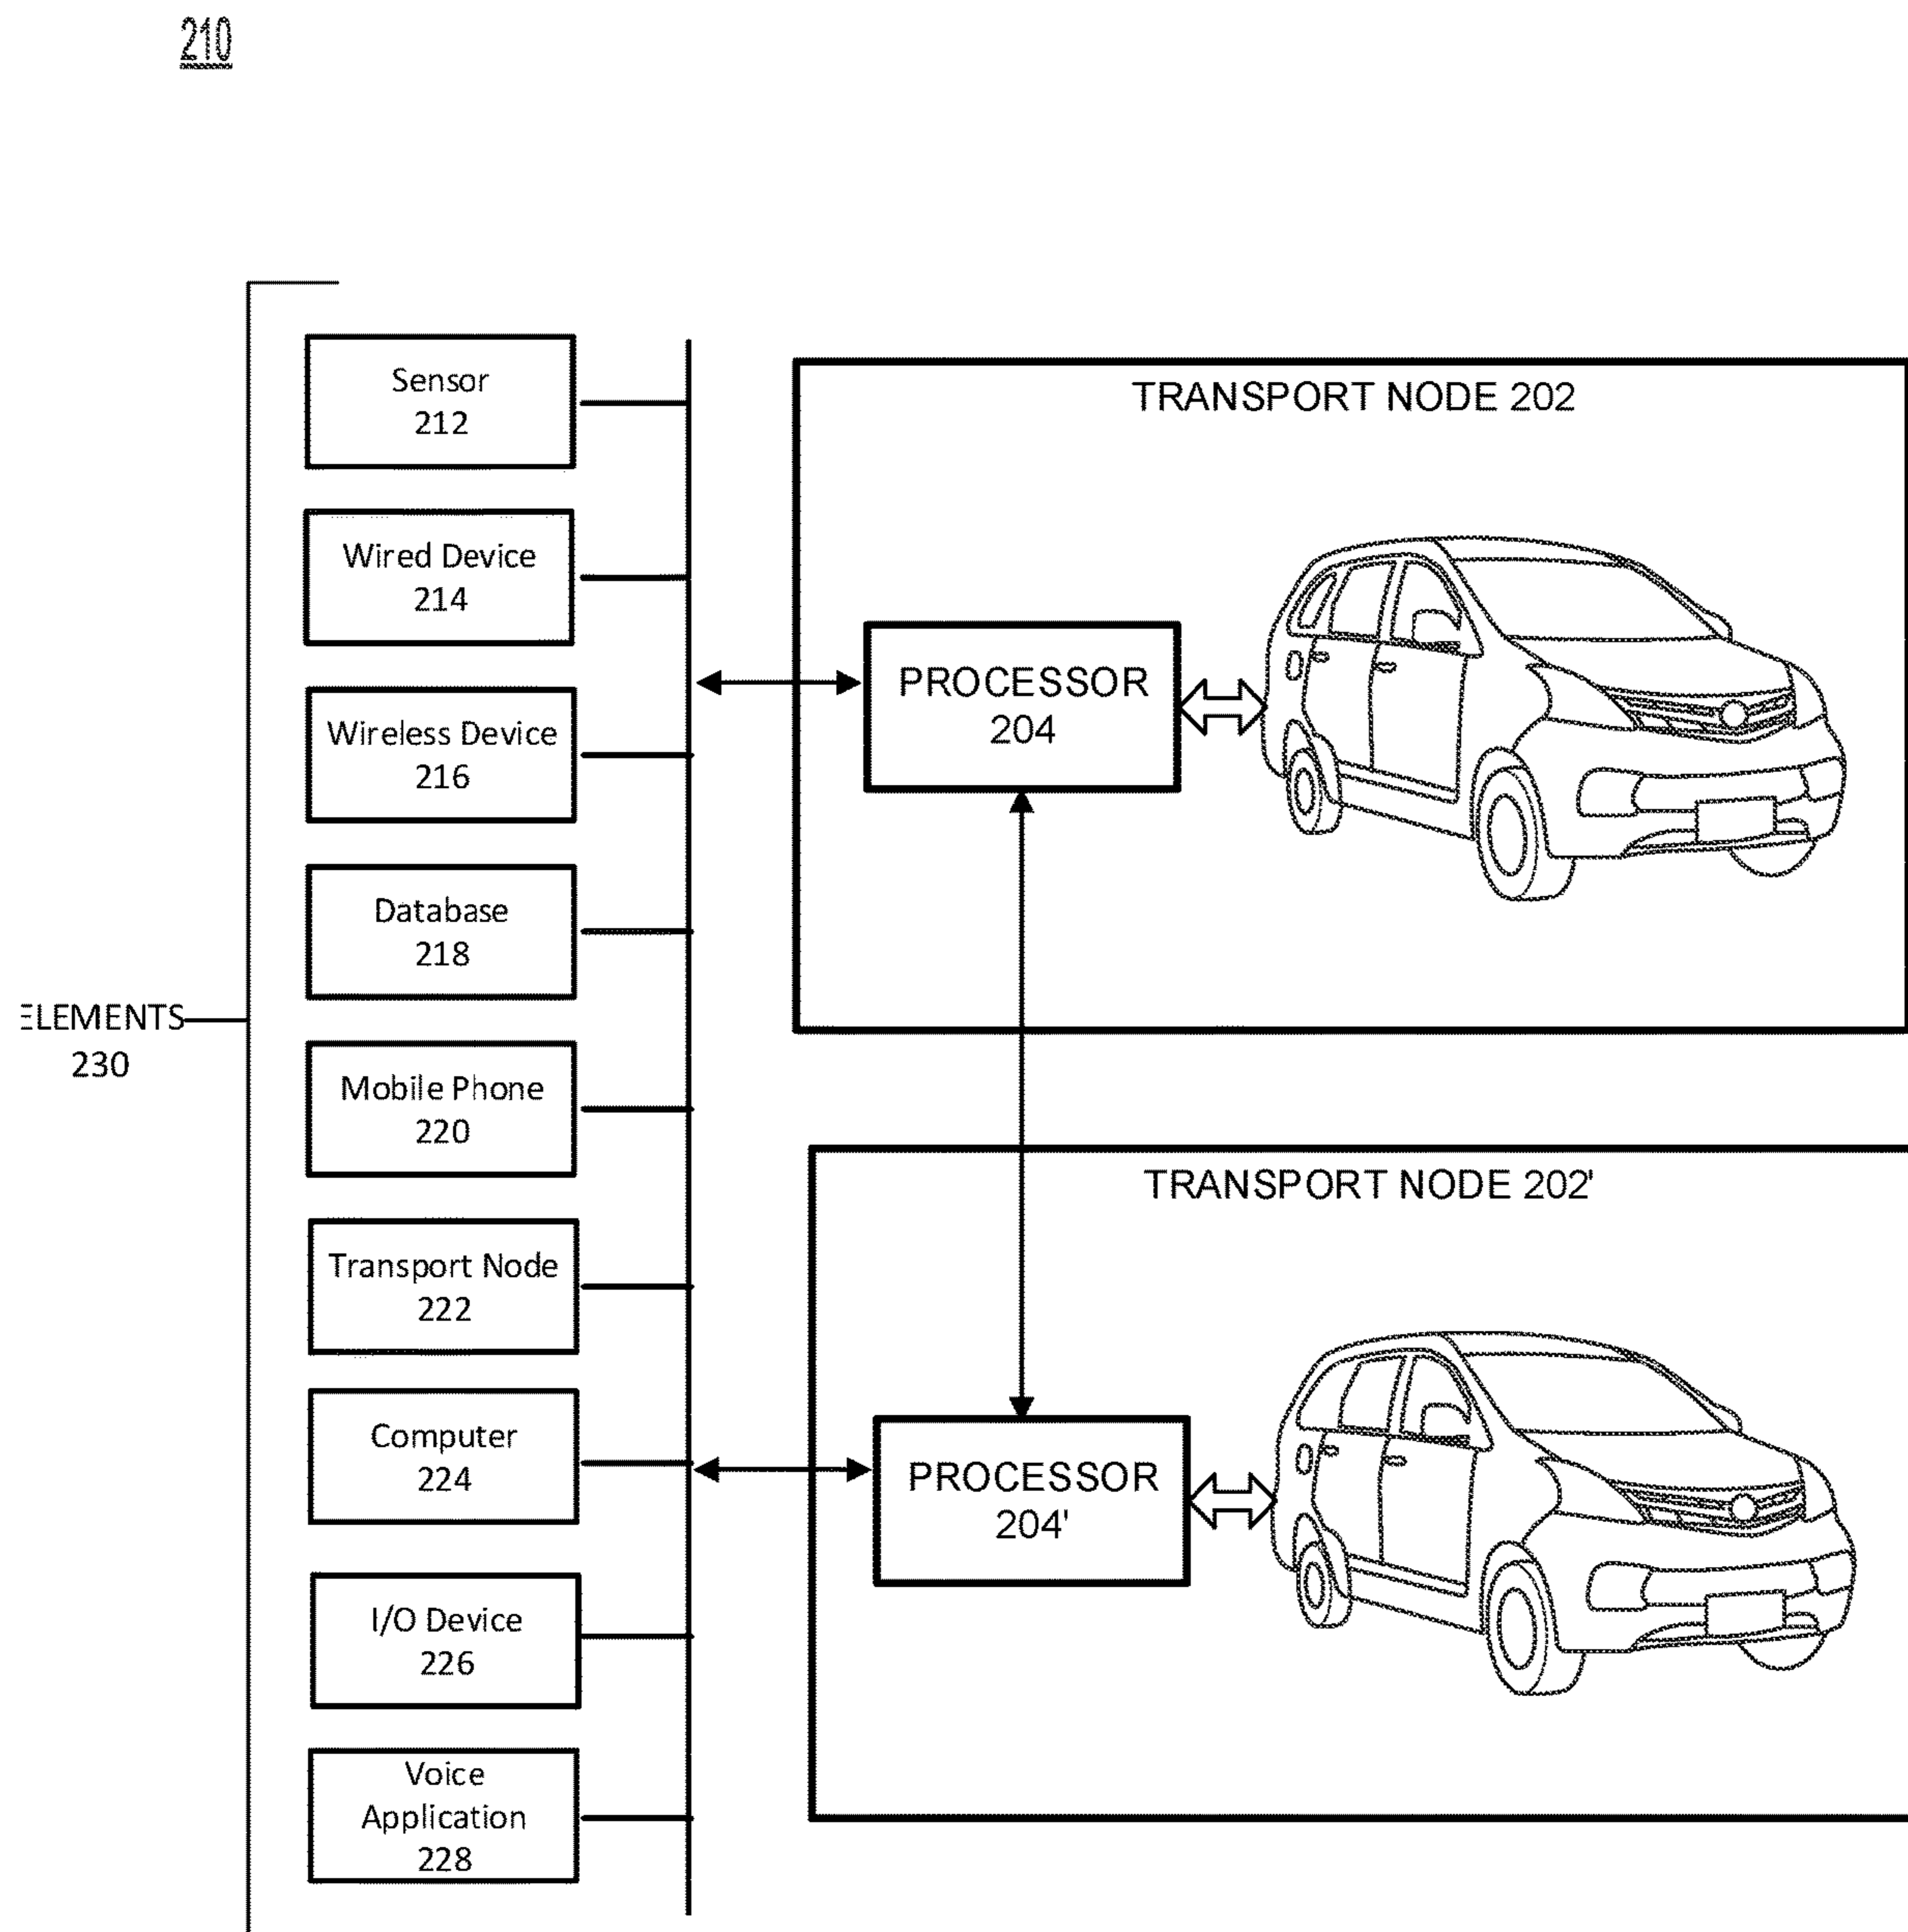 210
Sensor
212
Wired Device
214
Wireless Device
216
Database
218
ELEMENTS
230
Mobile Phone
220
Transport Node
222
Computer
224
I/O Device
226
Voice
Application
228
TRANSPORT NODE 202
PROCESSOR
204
TRANSPORT NODE 202'
PROCESSOR
204'